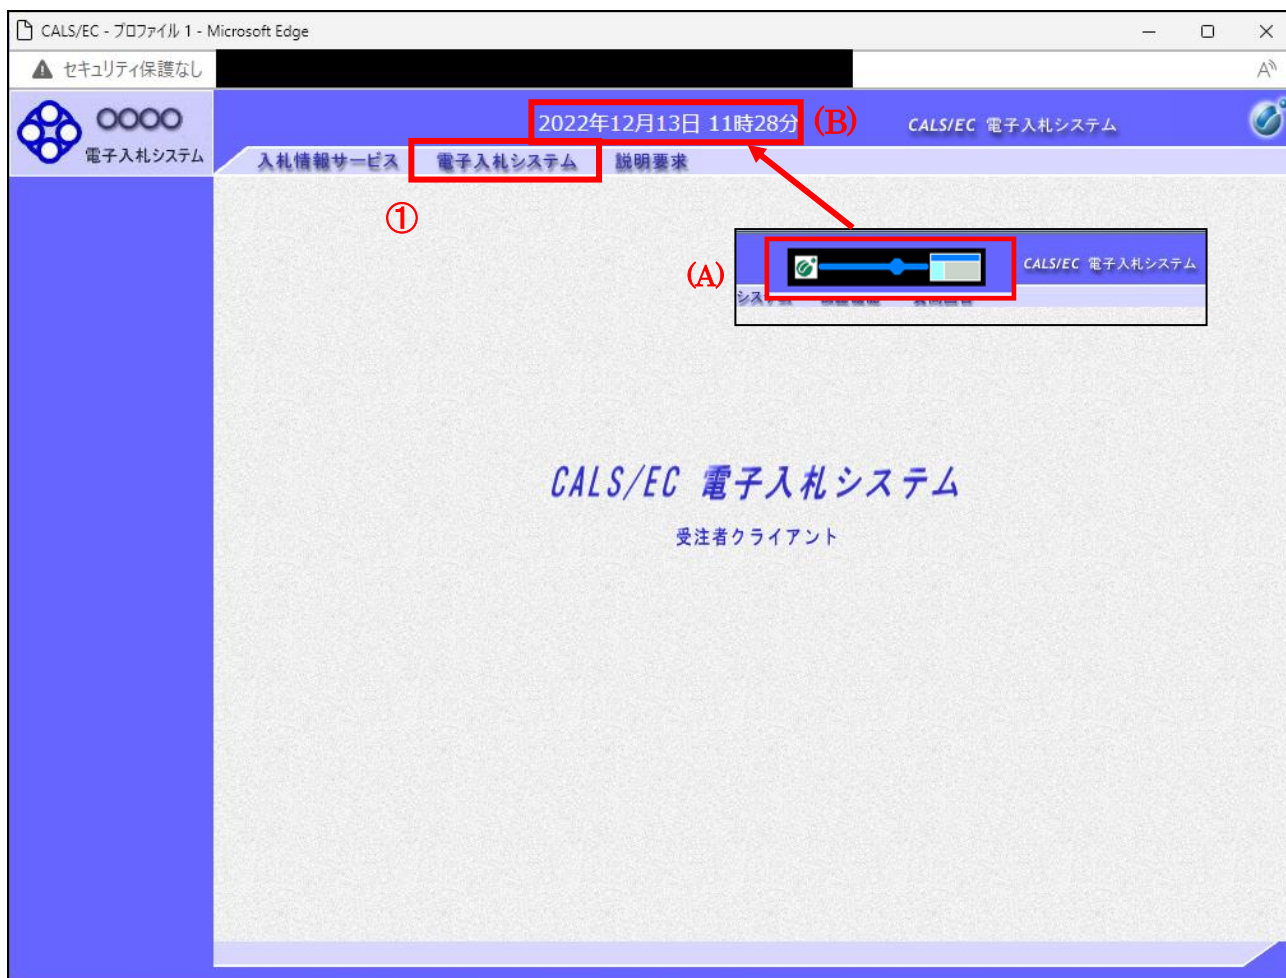 CALS/EC - プロファイル 1 - Microsoft Edge
セキュリティ保護なし
○○○○
電子入札システム
2022年12月13日 11時28分
(B)
CALS/EC 電子入札システム
入札情報サービス 電子入札システム 説明要求
①
(A)
CALS/EC 電子入札システム
CALS/EC 電子入札システム
受注者クライアント